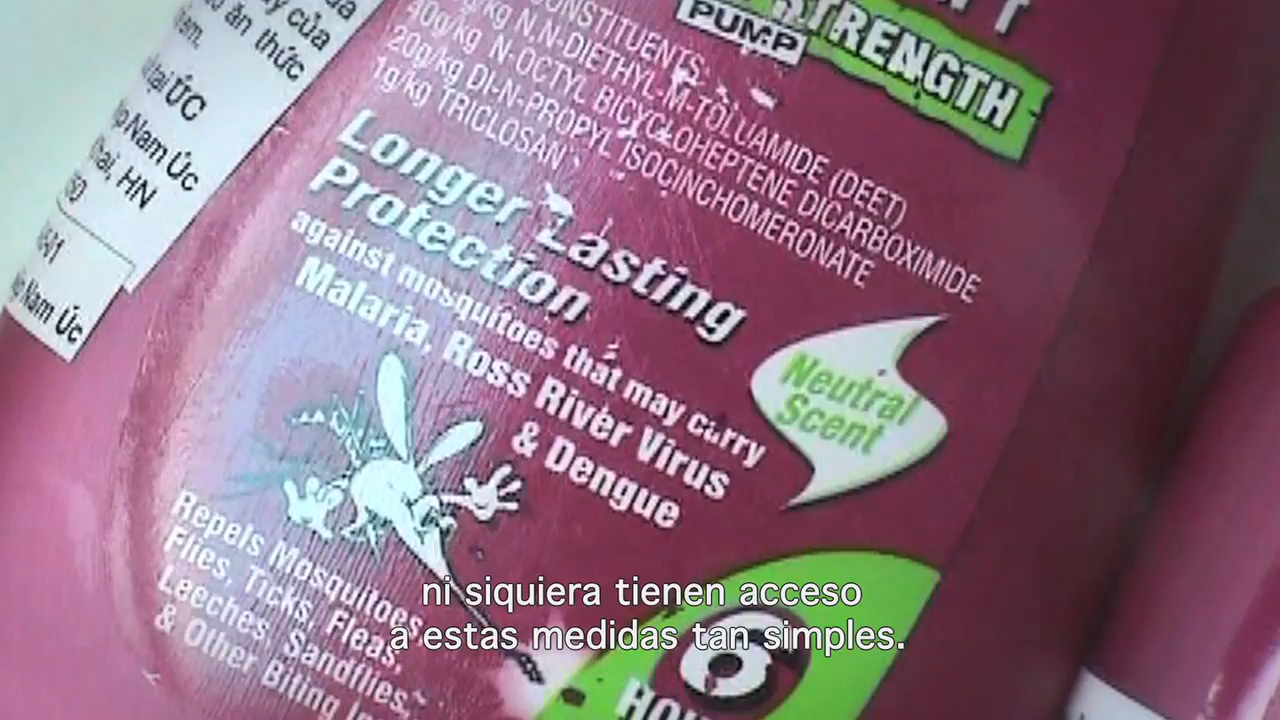 của
ăn thức
tại ÚC
Nam Úc
HN
Nam Úc
STRENGTH
PUMP
CONSTITUENTS:
g/kg N,N-DIETHYL-M-TOLUAMIDE (DEET)
40g/kg N-OCTYL BICYCLOHEPTENE DICARBOXIMIDE
20g/kg DI-N-PROPYL ISOCINCHOMERONATE
1g/kg TRICLOSAN
Longer Lasting
Protection
against mosquitoes that may carry
Malaria, Ross River Virus
& Dengue
Neutral
Scent
Repels Mosquitoes
Flies, Ticks, Fleas,
Leeches, Sandflies,
& Other Biting
6
ni siquiera tienen acceso
a estas medidas tan simples.